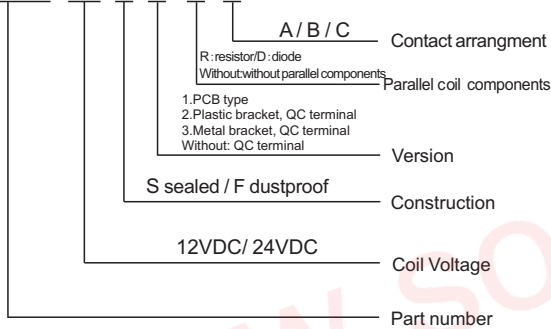 A / B / C
Contact arrangment
R:resistor/D:diode
Without:without parallel components
Parallel coil components
1.PCB type
2.Plastic bracket, QC terminal
3.Metal bracket, QC terminal
Without: QC terminal
Version
S sealed / F dustproof
Construction
12VDC/ 24VDC
Coil Voltage
Part number